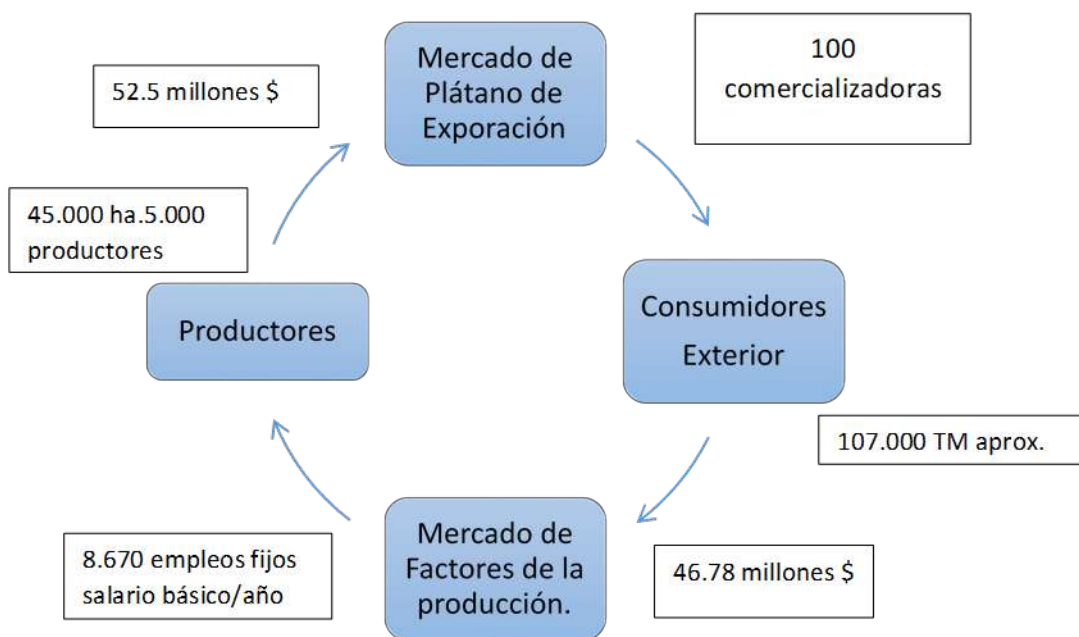 Mercado de
Plátano de
Exporación
100
comercializadoras
52.5 millones $
45.000 ha.5.000
productores
Productores
Consumidores
Exterior
107.000 TM aprox.
Mercado de
Factores de la
producción.
8.670 empleos fijos
salario básico/año
46.78 millones $